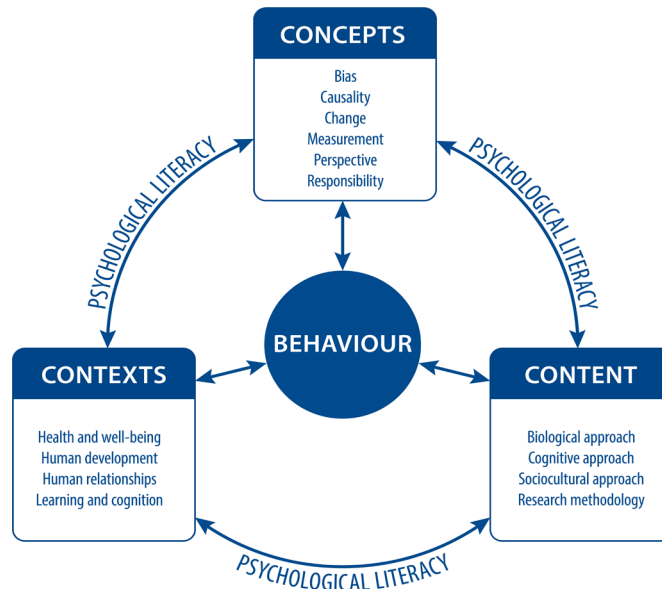 CONCEPTS
Bias
Causality
Change
Measurement
Perspective
Responsibility
PSYCHOLOGICAL LITERACY
PSYCHOLOGICAL LITERACY
BEHAVIOUR
CONTEXTS
Health and well-being
Human development
Human relationships
Learning and cognition
CONTENT
Biological approach
Cognitive approach
Sociocultural approach
Research methodology
PSYCHOLOGICAL LITERACY